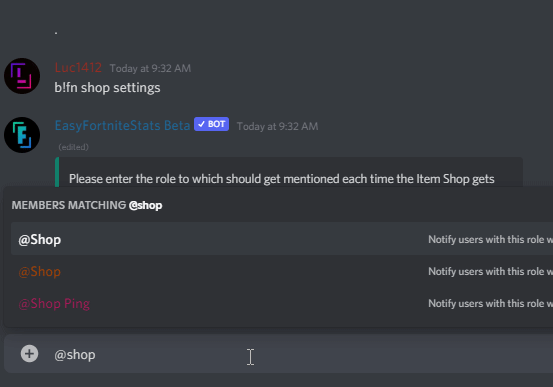 .
Luc1412 Today at 9:32 AM
b!fn shop settings
EasyFortniteStats Beta ✓ BOT Today at 9:32 AM
(edited)
Please enter the role to which should get mentioned each time the Item Shop gets
MEMBERS MATCHING @shop
@Shop Notify users with this role w
@Shop Notify users with this role w
@Shop Ping Notify users with this role w
@shop